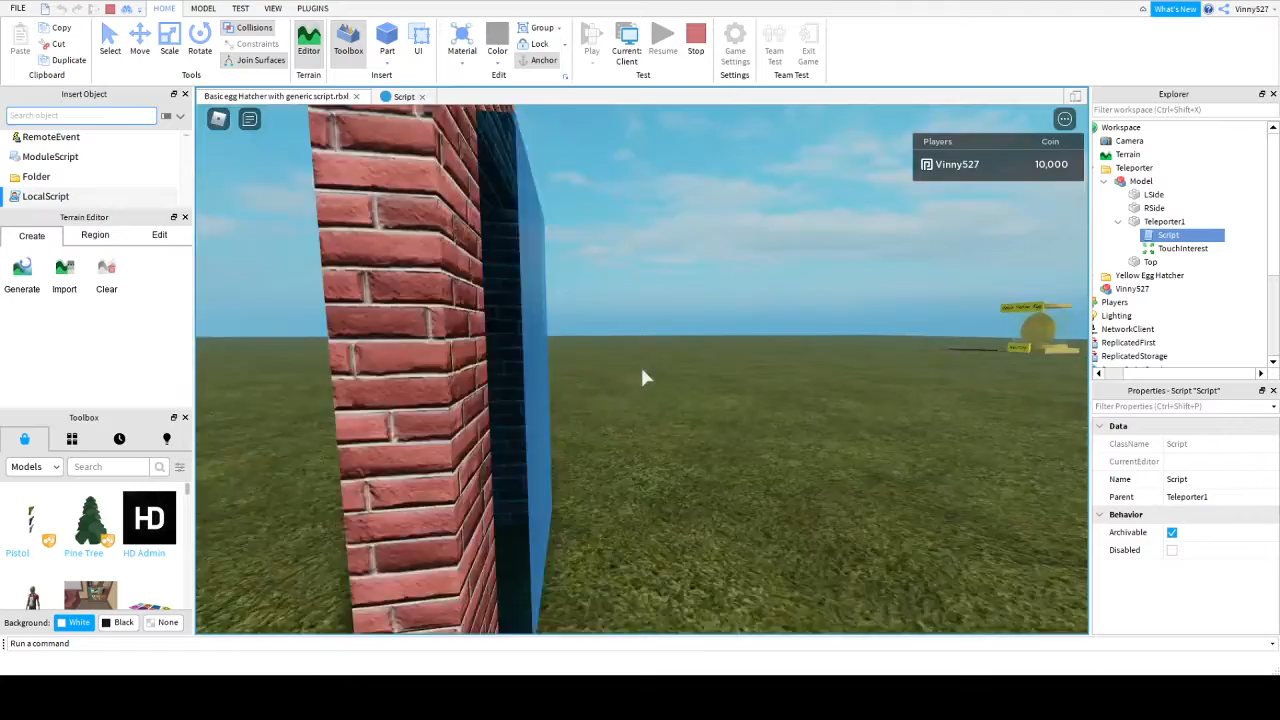 FILE HOME MODEL TEST VIEW PLUGINS What's New Vinny527
Paste Copy Cut Duplicate Select Move Scale Rotate Collisions Constraints Join Surfaces Editor Toolbox Part UI Material Color Group Lock Anchor Play Current: Client Resume Stop Game Settings Team Test Exit Game
Clipboard Tools Terrain Insert Edit Test Settings Team Test
Insert Object
Search object
RemoteEvent
ModuleScript
Folder
LocalScript
Terrain Editor
Create Region Edit
Generate Import Clear
Toolbox
Models Search
HD
Pistol Pine Tree HD Admin
Background: White Black None
Run a command
Basic egg Hatcher with generic script.rbxl Script
Players Coin
Vinny527 10,000
Explorer
Filter workspace (Ctrl+Shift+X)
Workspace
Camera
Terrain
Teleporter
Model
LSide
RSide
Teleporter1
Script
TouchInterest
Top
Yellow Egg Hatcher
Vinny527
Players
Lighting
NetworkClient
ReplicatedFirst
ReplicatedStorage
Properties - Script "Script"
Filter Properties (Ctrl+Shift+P)
Data
ClassName Script
CurrentEditor
Name Script
Parent Teleporter1
Behavior
Archivable
Disabled